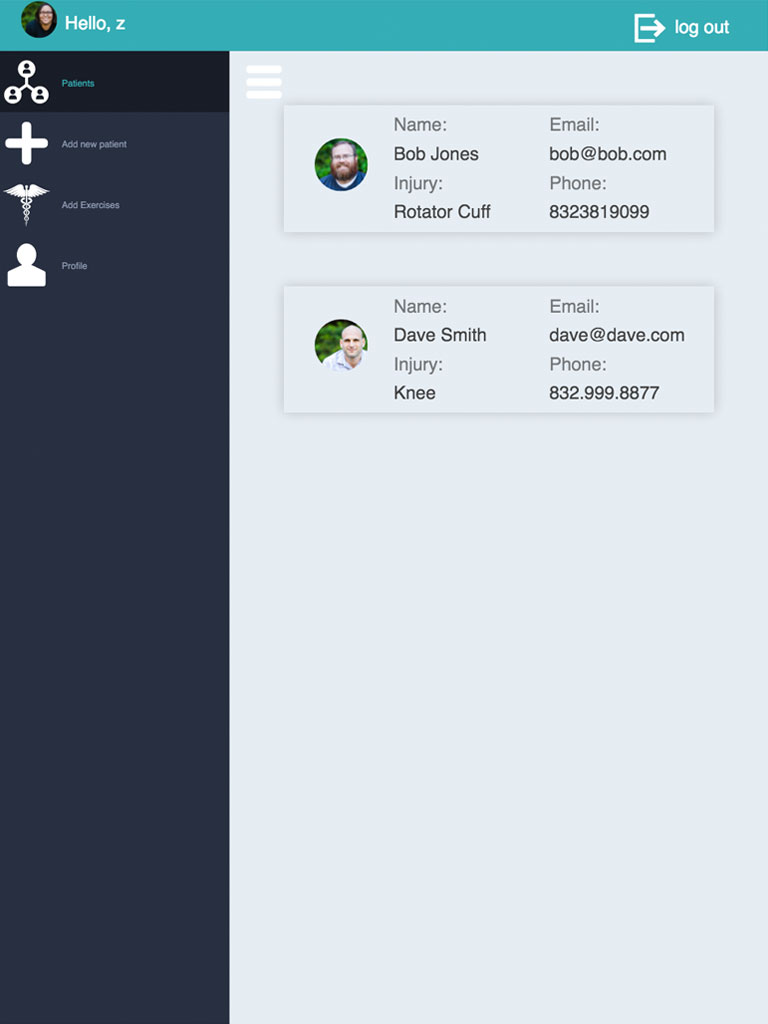 Hello, z
log out
Patients
Add new patient
Add Exercises
Profile
Name: Email:
Bob Jones bob@bob.com
Injury: Phone:
Rotator Cuff 8323819099
Name: Email:
Dave Smith dave@dave.com
Injury: Phone:
Knee 832.999.8877